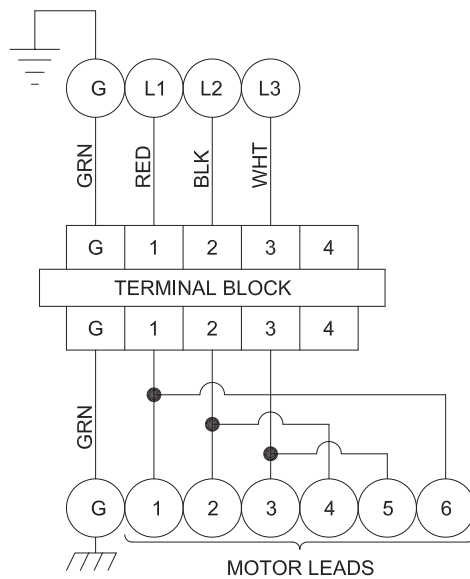 G L1 L2 L3
GRN RED BLK WHT
G 1 2 3 4
TERMINAL BLOCK
G 1 2 3 4
GRN
G 1 2 3 4 5 6
MOTOR LEADS